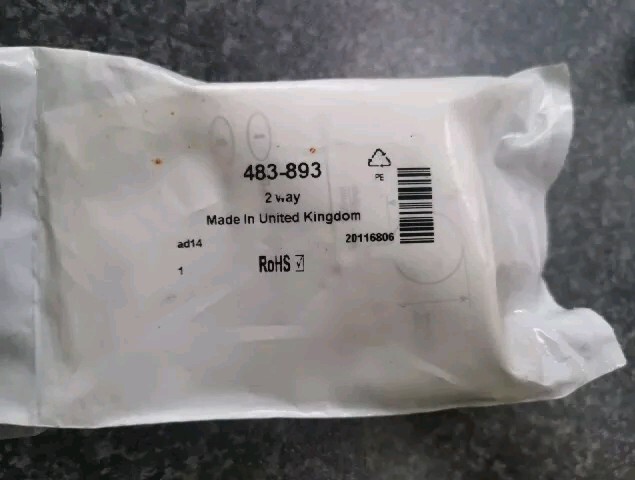 483-893
PE
2 way
Made In United Kingdom
ad14
20116806
1
RoHS